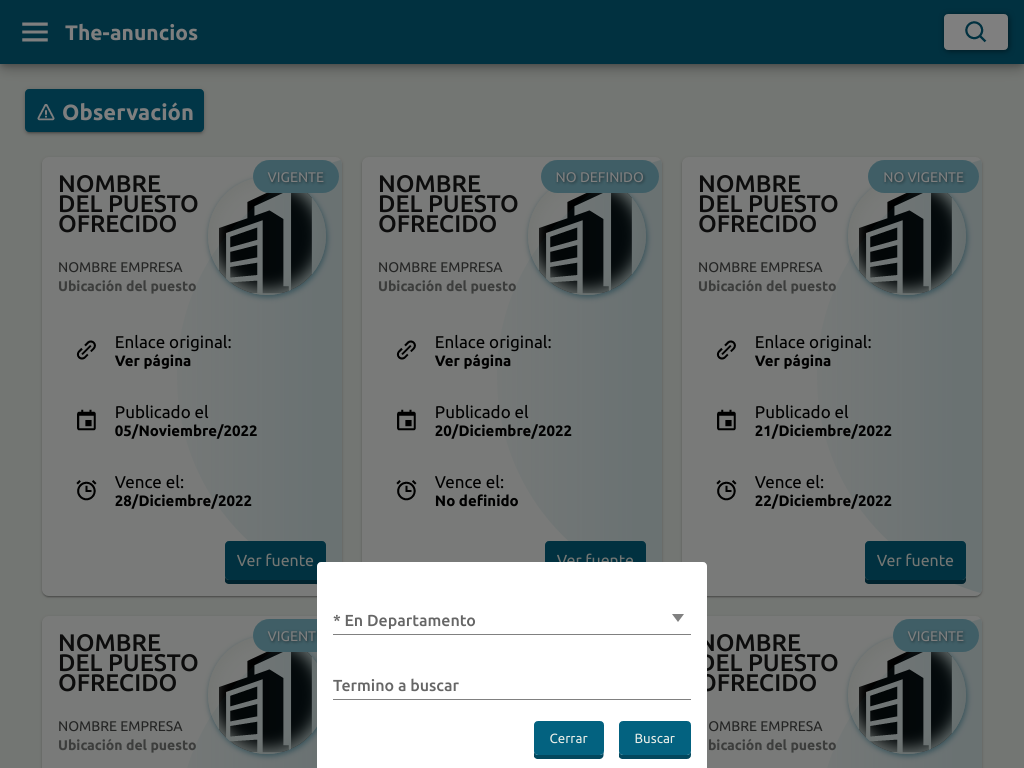 The-anuncios
Observación
VIGENTE
NOMBRE
DEL PUESTO
OFRECIDO
NOMBRE EMPRESA
Ubicación del puesto
Enlace original:
Ver página
Publicado el
05/Noviembre/2022
Vence el:
28/Diciembre/2022
Ver fuente
NO DEFINIDO
NOMBRE
DEL PUESTO
OFRECIDO
NOMBRE EMPRESA
Ubicación del puesto
Enlace original:
Ver página
Publicado el
20/Diciembre/2022
Vence el:
No definido
Ver fuente
NO VIGENTE
NOMBRE
DEL PUESTO
OFRECIDO
NOMBRE EMPRESA
Ubicación del puesto
Enlace original:
Ver página
Publicado el
21/Diciembre/2022
Vence el:
22/Diciembre/2022
Ver fuente
VIGENT
NOMBRE
DEL PUESTO
OFRECIDO
NOMBRE EMPRESA
Ubicación del puesto
* En Departamento
Termino a buscar
Cerrar
Buscar
VIGENTE
NOMBRE
DEL PUESTO
OFRECIDO
OMBRE EMPRESA
bicación del puesto